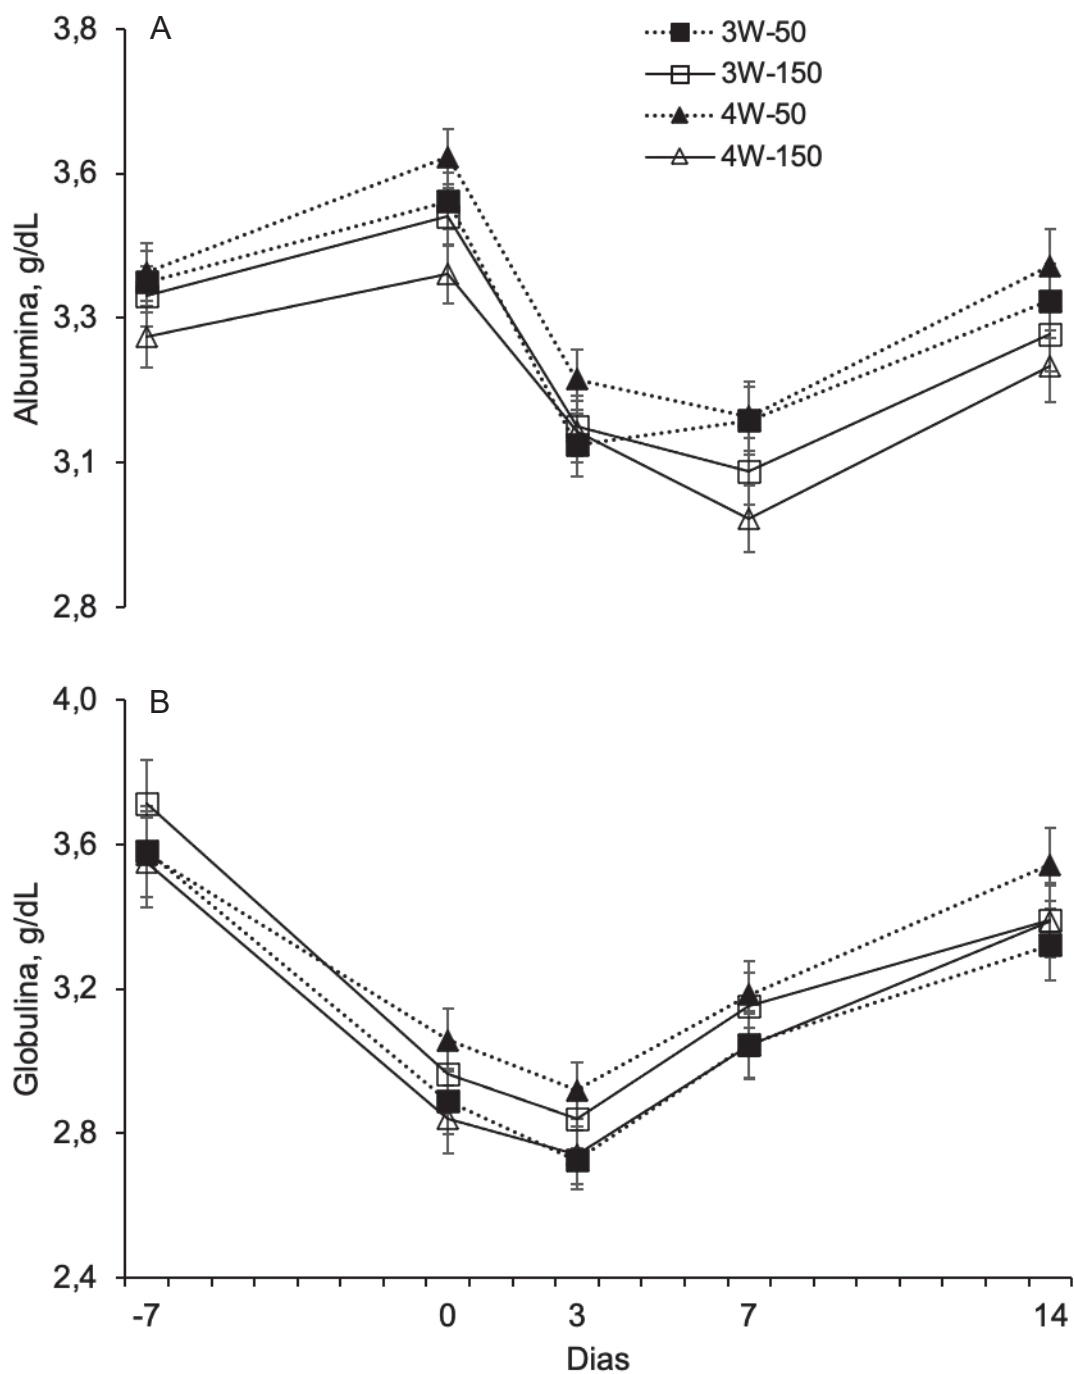 A
3,8
3,6
3,3
3,1
2,8
Albumina, g/dL
3W-50
3W-150
4W-50
4W-150
B
4,0
3,6
3,2
2,8
2,4
Globulina, g/dL
-7 0 3 7 14
Dias